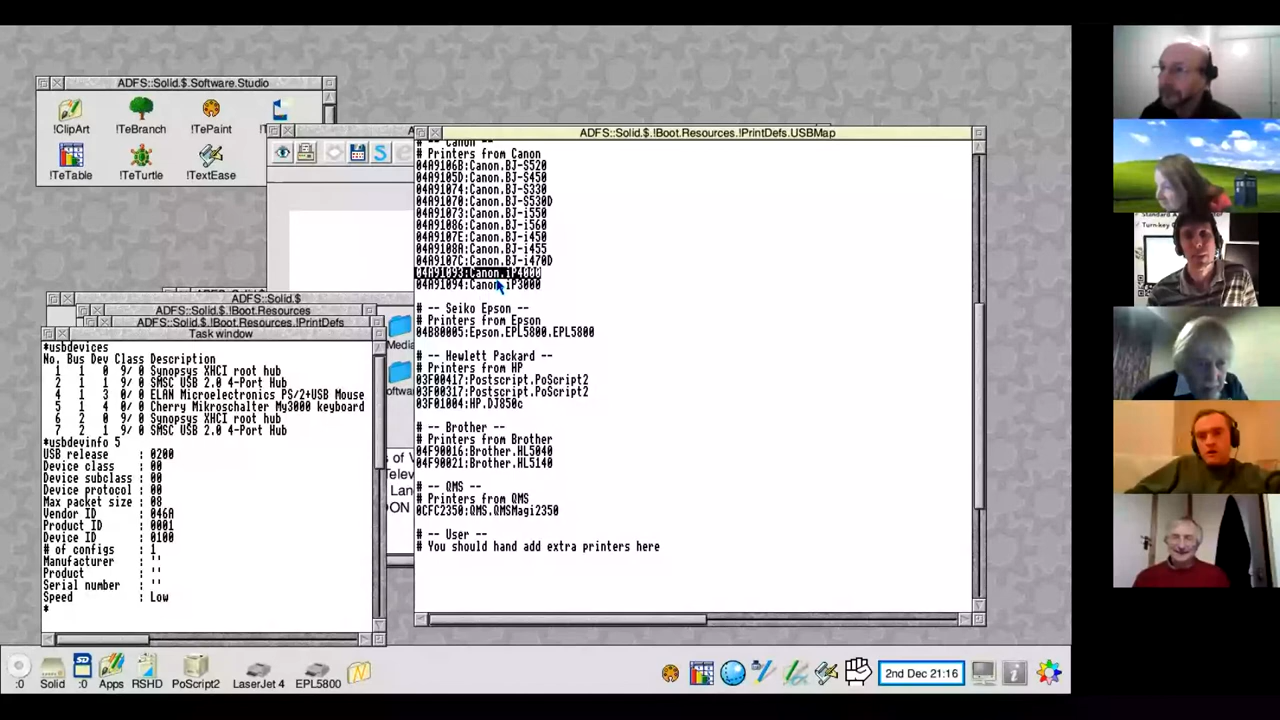 ADFS::Solid.$.Software.Studio
!ClipArt
!TeBranch
!TePaint
!TeTable
!TeTurtle
!TextEase
ADFS::Solid.$.!Boot.Resources.!PrintDefs.USBMap
# -- Canon --
# Printers from Canon
04A9106B:Canon.BJ-S520
04A9105D:Canon.BJ-S450
04A91074:Canon.BJ-S330
04A91070:Canon.BJ-S530D
04A91073:Canon.BJ-i550
04A91086:Canon.BJ-i560
04A9107E:Canon.BJ-i450
04A9108A:Canon.BJ-i455
04A9107C:Canon.BJ-i470D
04A91093:Canon.iP4000
04A91094:Canon.iP3000
# -- Seiko Epson --
# Printers from Epson
04B80005:Epson.EPL5800.EPL5800
# -- Hewlett Packard --
# Printers from HP
03F00417:Postscript.PoScript2
03F00317:Postscript.PoScript2
03F01004:HP.DJ850c
# -- Brother --
# Printers from Brother
04F90016:Brother.HL5040
04F90021:Brother.HL5140
# -- QMS --
# Printers from QMS
0CFC2350:QMS.QMSMagi2350
# -- User --
# You should hand add extra printers here
ADFS::Solid.$
ADFS::Solid.$.!Boot.Resources
ADFS::Solid.$.!Boot.Resources.!PrintDefs
Task window
*usbdevices
No. Bus Dev Class Description
1 1 0 9/ 0 Synopsys XHCI root hub
2 1 1 9/ 0 SMSC USB 2.0 4-Port Hub
4 1 3 0/ 0 ELAN Microelectronics PS/2+USB Mouse
5 1 4 0/ 0 Cherry Mikroschalter My3000 keyboard
6 2 0 9/ 0 Synopsys XHCI root hub
7 2 1 9/ 0 SMSC USB 2.0 4-Port Hub
*usbdevinfo 5
USB release : 0200
Device class : 00
Device subclass : 00
Device protocol : 00
Max packet size : 08
Vendor ID : 046A
Product ID : 0001
Device ID : 0100
# of configs : 1
Manufacturer : ''
Product : ''
Serial number : ''
Speed : Low
*
Media
of V
Lan
DON
:0
Solid
:0
Apps
RSHD
PoScript2
LaserJet 4
EPL5800
2nd Dec 21:16